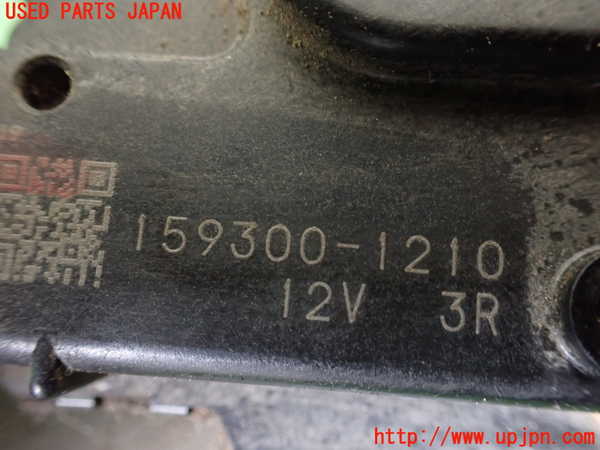 USED PARTS JAPAN
159300-1210
12V 3R
http://www.upjpn.com/